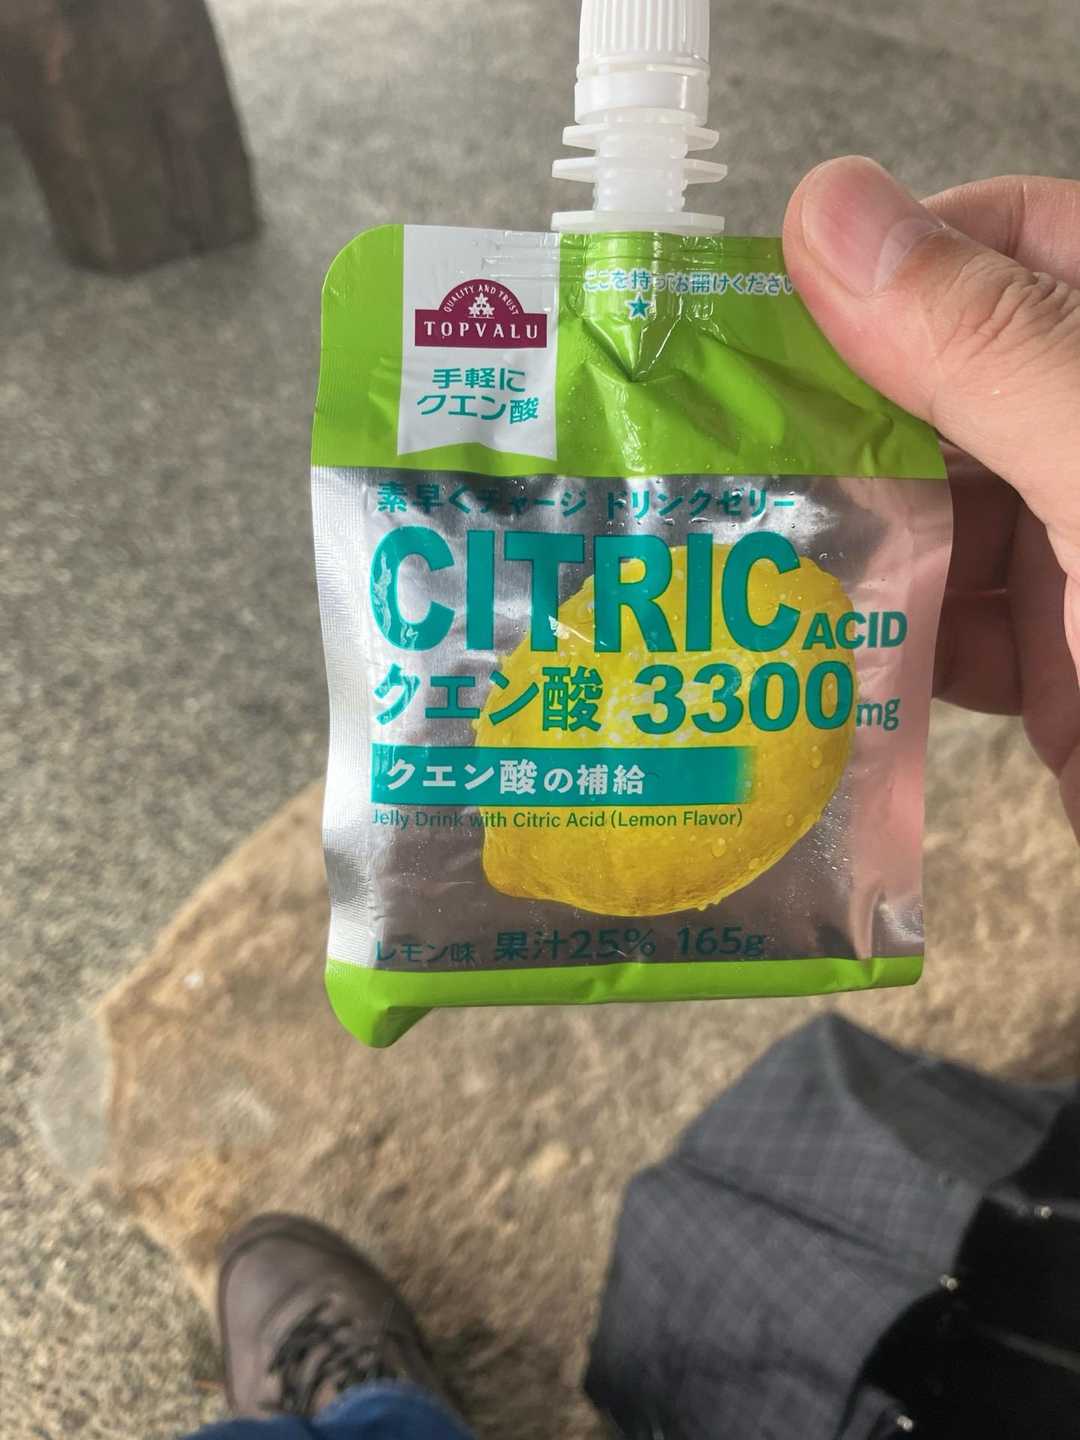 ここを持ってお開けください
★
QUALITY AND TRUST
TOPVALU
手軽に
クエン酸
素早くチャージ ドリンクゼリー
CITRIC ACID
クエン酸 3300mg
クエン酸の補給
Jelly Drink with Citric Acid (Lemon Flavor)
レモン味 果汁25% 165g